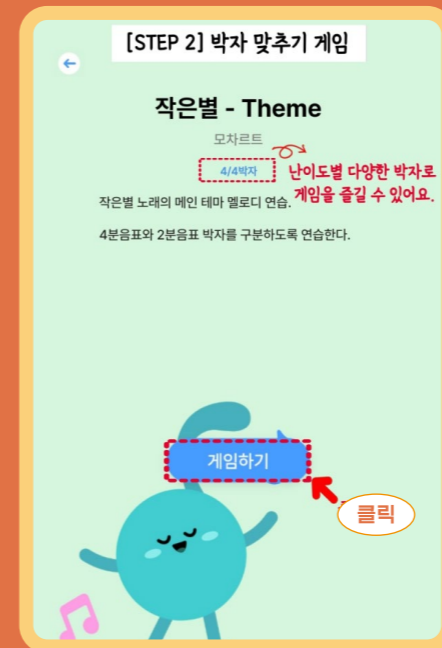 [STEP 2] 박자 맞추기 게임
작은별 - Theme
모차르트
4/4박자
난이도별 다양한 박자로
게임을 즐길 수 있어요.
작은별 노래의 메인 테마 멜로디 연습.
4분음표와 2분음표 박자를 구분하도록 연습한다.
게임하기
클릭